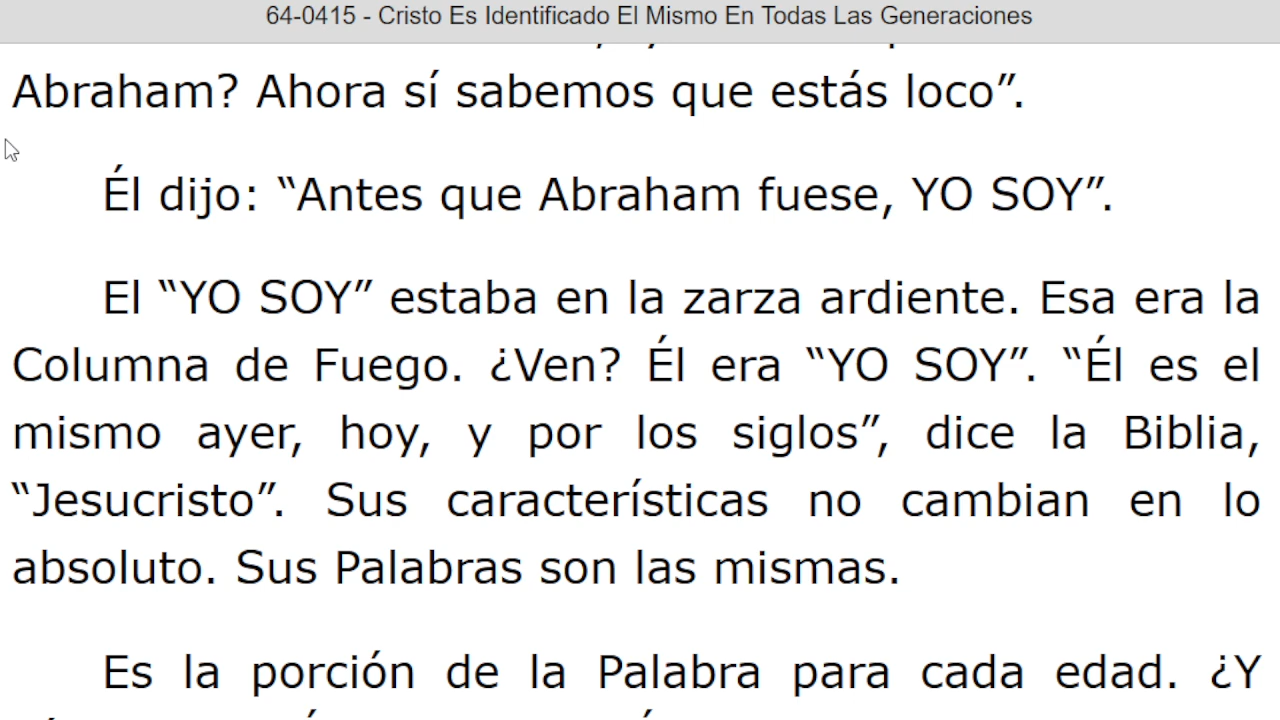 64-0415 - Cristo Es Identificado El Mismo En Todas Las Generaciones
Abraham? Ahora sí sabemos que estás loco”.
Él dijo: “Antes que Abraham fuese, YO SOY”.
El “YO SOY” estaba en la zarza ardiente. Esa era la
Columna de Fuego. ¿Ven? Él era “YO SOY”. “Él es el
mismo ayer, hoy, y por los siglos”, dice la Biblia,
“Jesucristo”. Sus características no cambian en lo
absoluto. Sus Palabras son las mismas.
Es la porción de la Palabra para cada edad. ¿Y